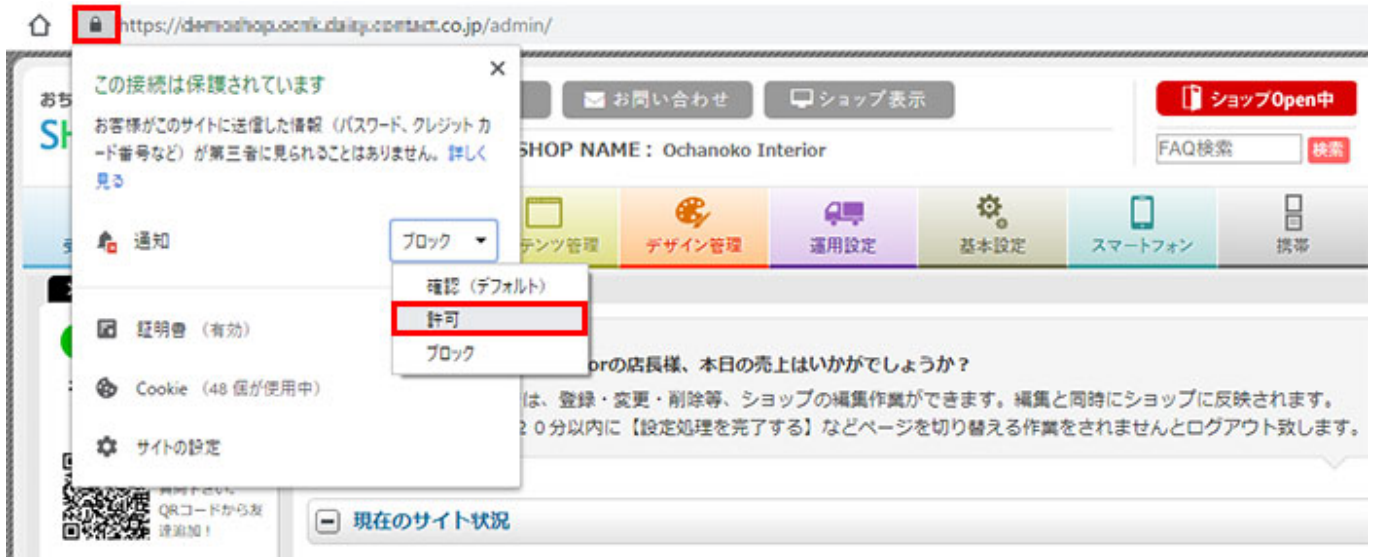 https://
.co.jp/admin/
この接続は保護されています
×
お客様がこのサイトに送信した情報（パスワード、クレジット カ
ード番号など）が第三者に見られることはありません。詳しく
見る
通知
ブロック
確認（デフォルト）
許可
ブロック
証明書（有効）
Cookie（48 個が使用中）
サイトの設定
おち
SH
お問い合わせ
ショップ表示
ショップOpen中
SHOP NAME： Ochanoko Interior
FAQ検索
検索
テンツ管理
デザイン管理
運用設定
基本設定
スマートフォン
携帯
orの店長様、本日の売上はいかがでしょうか？
は、登録・変更・削除等、ショップの編集作業ができます。編集と同時にショップに反映されます。
２０分以内に【設定処理を完了する】などページを切り替える作業をされませんとログアウト致します。
QRコードから友
達追加！
現在のサイト状況